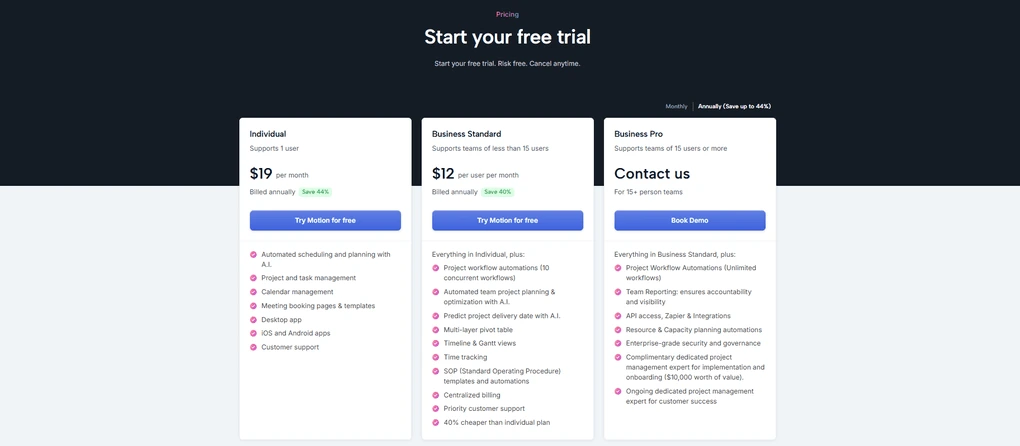 Pricing
Start your free trial
Start your free trial. Risk free. Cancel anytime.
Monthly | Annually (Save up to 44%)
Individual
Supports 1 user
$19 per month
Billed annually Save 44%
Try Motion for free
Automated scheduling and planning with
A.I.
Project and task management
Calendar management
Meeting booking pages & templates
Desktop app
iOS and Android apps
Customer support
Business Standard
Supports teams of less than 15 users
$12 per user per month
Billed annually Save 40%
Try Motion for free
Everything in Individual, plus:
Project workflow automations (10
concurrent workflows)
Automated team project planning &
optimization with A.I.
Predict project delivery date with A.I.
Multi-layer pivot table
Timeline & Gantt views
Time tracking
SOP (Standard Operating Procedure)
templates and automations
Centralized billing
Priority customer support
40% cheaper than individual plan
Business Pro
Supports teams of 15 users or more
Contact us
For 15+ person teams
Book Demo
Everything in Business Standard, plus:
Project Workflow Automations (Unlimited
workflows)
Team Reporting: ensures accountability
and visibility
API access, Zapier & Integrations
Resource & Capacity planning automations
Enterprise-grade security and governance
Complimentary dedicated project
management expert for implementation and
onboarding ($10,000 worth of value).
Ongoing dedicated project management
expert for customer success